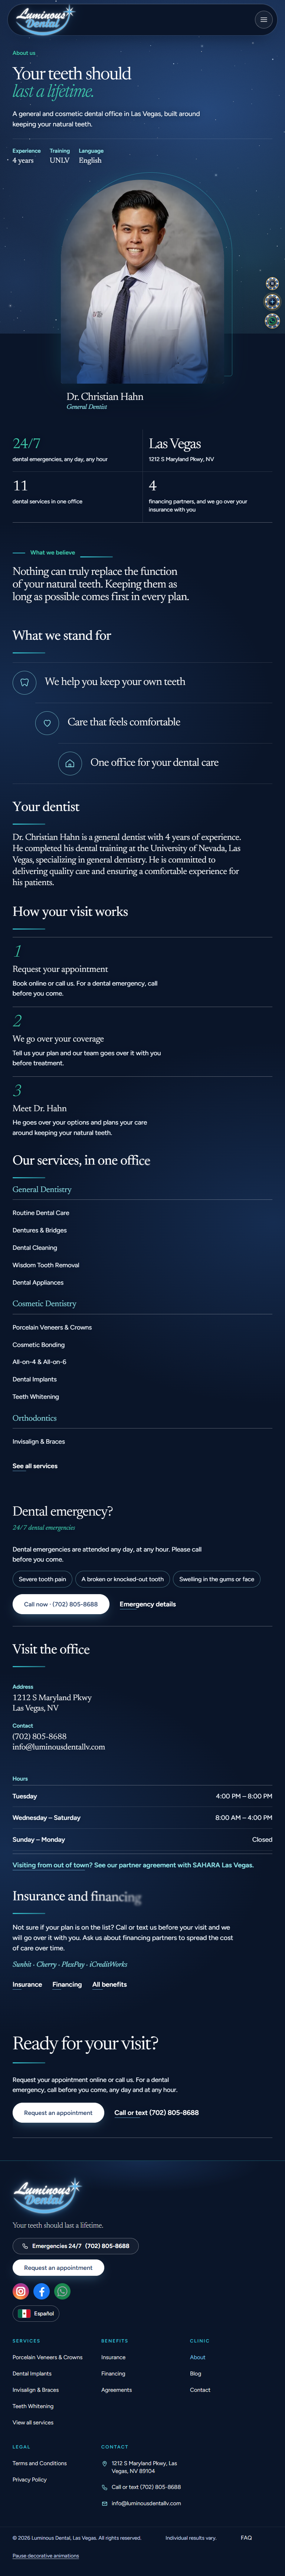 Luminous
Dental
About us
Your teeth should
last a lifetime.
A general and cosmetic dental office in Las Vegas, built around
keeping your natural teeth.
Experience Training Language
4 years UNLV English
Dr. Christian Hahn
General Dentist
24/7
dental emergencies, any day, any hour
Las Vegas
1212 S Maryland Pkwy, NV
11
dental services in one office
4
financing partners, and we go over your
insurance with you
What we believe
Nothing can truly replace the function
of your natural teeth. Keeping them as
long as possible comes first in every plan.
What we stand for
We help you keep your own teeth
Care that feels comfortable
One office for your dental care
Your dentist
Dr. Christian Hahn is a general dentist with 4 years of experience.
He completed his dental training at the University of Nevada, Las
Vegas, specializing in general dentistry. He is committed to
delivering quality care and ensuring a comfortable experience for
his patients.
How your visit works
1
Request your appointment
Book online or call us. For a dental emergency, call
before you come.
2
We go over your coverage
Tell us your plan and our team goes over it with you
before treatment.
3
Meet Dr. Hahn
He goes over your options and plans your care
around keeping your natural teeth.
Our services, in one office
General Dentistry
Routine Dental Care
Dentures & Bridges
Dental Cleaning
Wisdom Tooth Removal
Dental Appliances
Cosmetic Dentistry
Porcelain Veneers & Crowns
Cosmetic Bonding
All-on-4 & All-on-6
Dental Implants
Teeth Whitening
Orthodontics
Invisalign & Braces
See all services
Dental emergency?
24/7 dental emergencies
Dental emergencies are attended any day, at any hour. Please call
before you come.
Severe tooth pain A broken or knocked-out tooth Swelling in the gums or face
Call now · (702) 805-8688 Emergency details
Visit the office
Address
1212 S Maryland Pkwy
Las Vegas, NV
Contact
(702) 805-8688
info@luminousdentallv.com
Hours
Tuesday 4:00 PM – 8:00 PM
Wednesday – Saturday 8:00 AM – 4:00 PM
Sunday – Monday Closed
Visiting from out of town? See our partner agreement with SAHARA Las Vegas.
Insurance and financing
Not sure if your plan is on the list? Call or text us before your visit and we
will go over it with you. Ask us about financing partners to spread the cost
of care over time.
Sunbit · Cherry · PlexPay · iCreditWorks
Insurance Financing All benefits
Ready for your visit?
Request your appointment online or call us. For a dental
emergency, call before you come, any day and at any hour.
Request an appointment Call or text (702) 805-8688
Luminous
Dental
Your teeth should last a lifetime.
Emergencies 24/7 (702) 805-8688
Request an appointment
Español
SERVICES
Porcelain Veneers & Crowns
Dental Implants
Invisalign & Braces
Teeth Whitening
View all services
BENEFITS
Insurance
Financing
Agreements
CLINIC
About
Blog
Contact
LEGAL
Terms and Conditions
Privacy Policy
CONTACT
1212 S Maryland Pkwy, Las
Vegas, NV 89104
Call or text (702) 805-8688
info@luminousdentallv.com
© 2026 Luminous Dental, Las Vegas. All rights reserved. Individual results vary. FAQ
Pause decorative animations